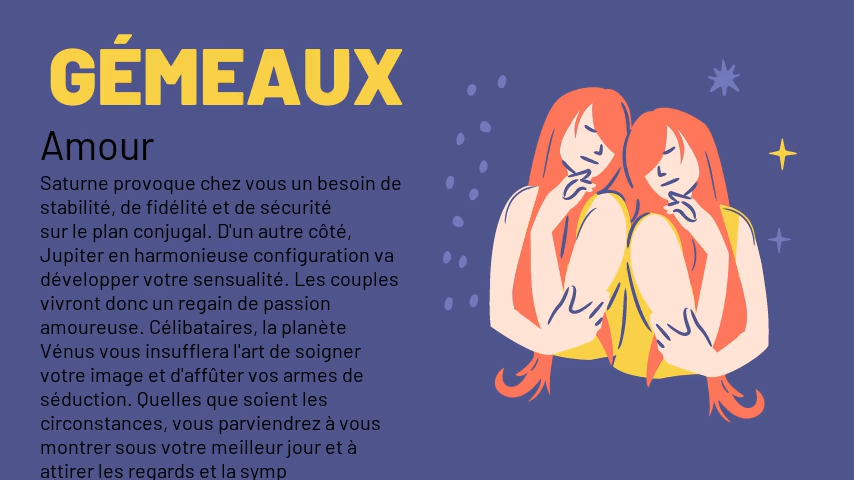 GÉMEAUX
Amour
Saturne provoque chez vous un besoin de
stabilité, de fidélité et de sécurité
sur le plan conjugal. D'un autre côté,
Jupiter en harmonieuse configuration va
développer votre sensualité. Les couples
vivront donc un regain de passion
amoureuse. Célibataires, la planète
Vénus vous insufflera l'art de soigner
votre image et d'affûter vos armes de
séduction. Quelles que soient les
circonstances, vous parviendrez à vous
montrer sous votre meilleur jour et à
attirer les regards et la symp